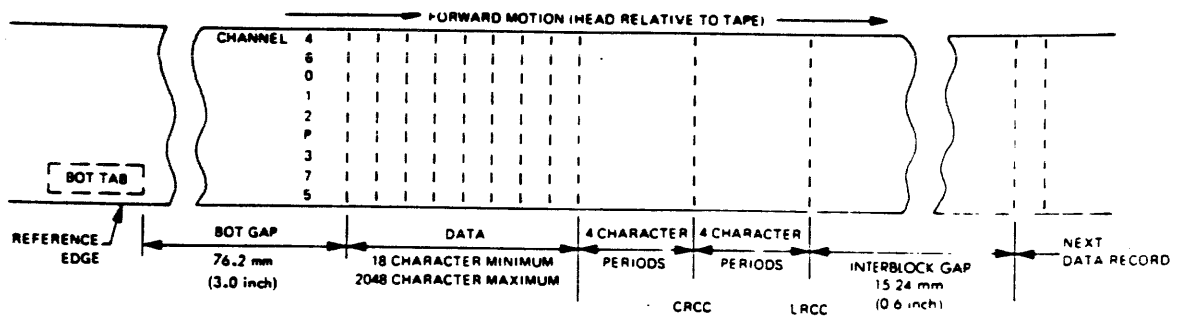 FORWARD MOTION (HEAD RELATIVE TO TAPE)
CHANNEL 4
6
0
1
2
P
3
7
5
BOT TAB
REFERENCE EDGE
BOT GAP
76.2 mm
(3.0 inch)
DATA
18 CHARACTER MINIMUM
2048 CHARACTER MAXIMUM
4 CHARACTER
PERIODS
4 CHARACTER
PERIODS
CRCC
LRCC
INTERBLOCK GAP
15.24 mm
(0.6 inch)
NEXT
DATA RECORD